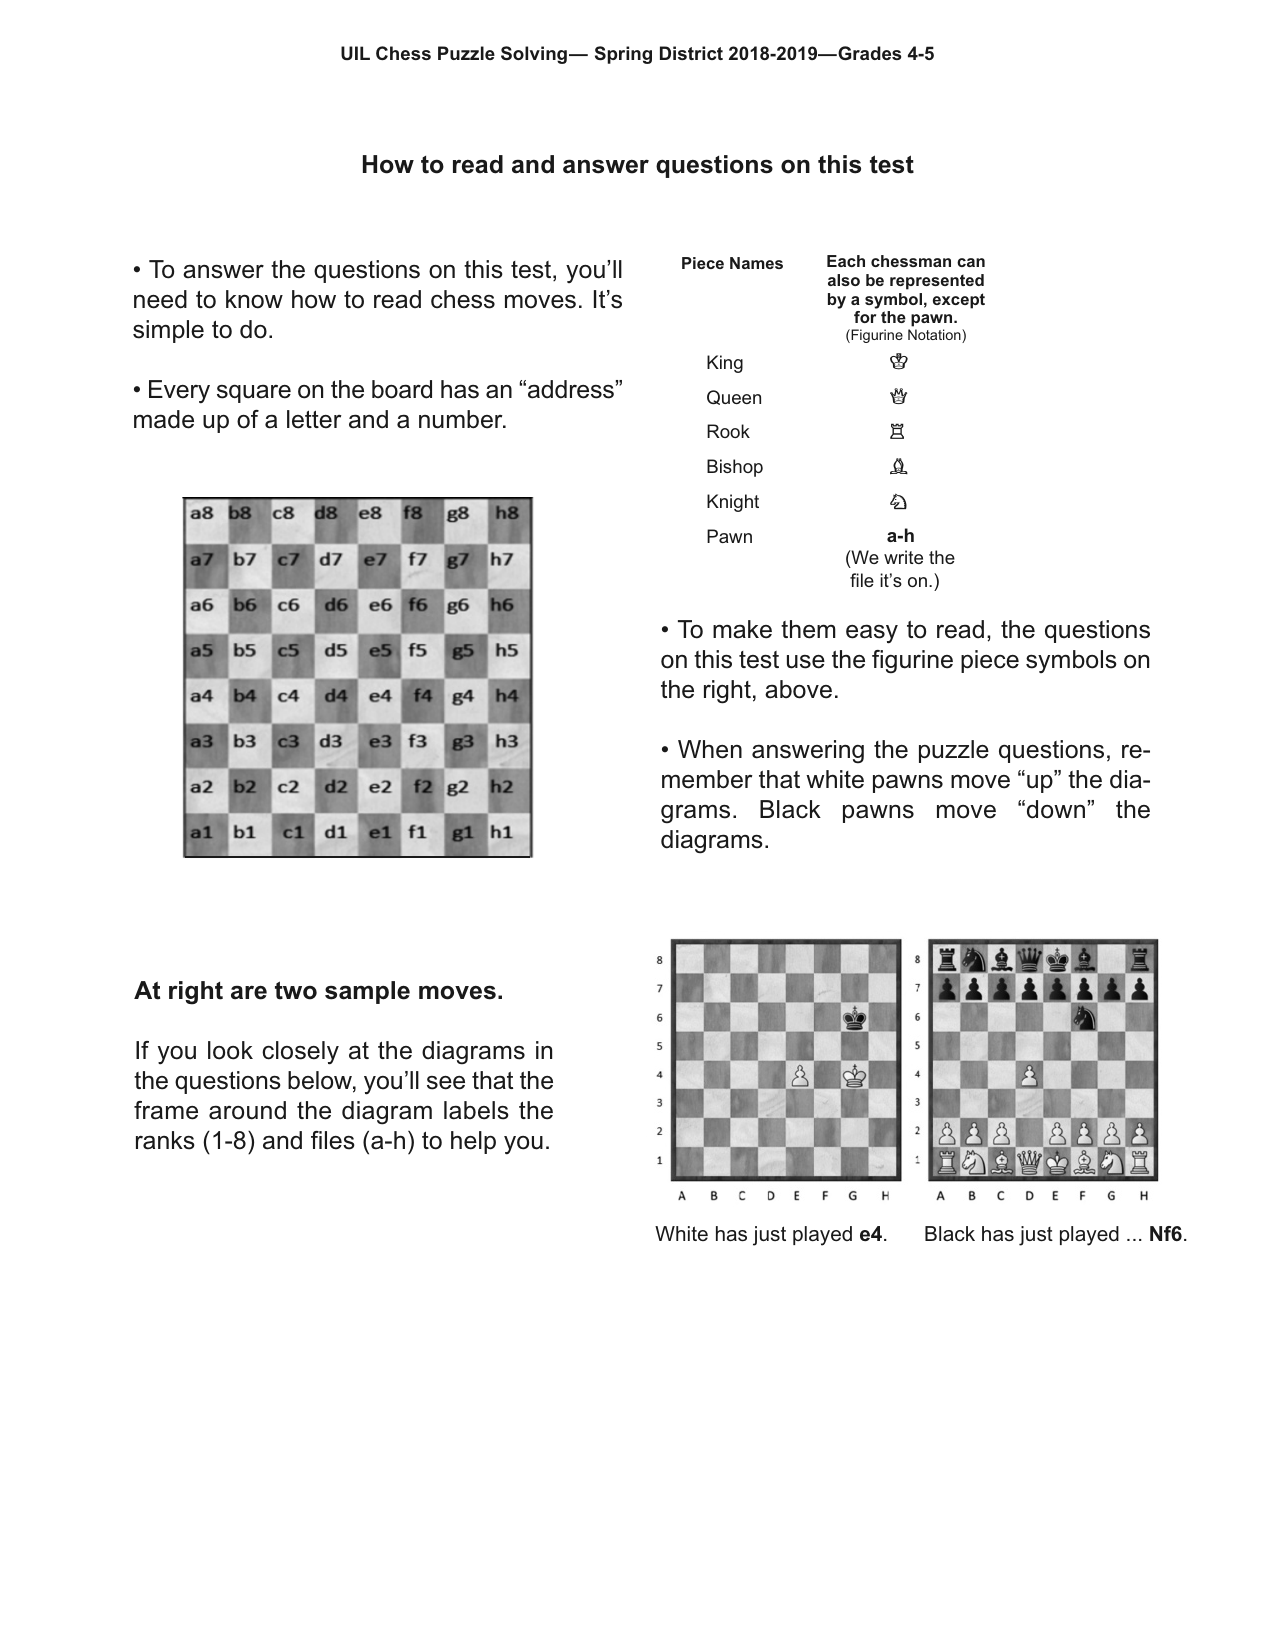 UIL Chess Puzzle Solving— Spring District 2018-2019—Grades 4-5
How to read and answer questions on this test
• To answer the questions on this test, you’ll
need to know how to read chess moves. It’s
simple to do.
• Every square on the board has an “address”
made up of a letter and a number.
a8 b8 c8 d8 e8 f8 g8 h8
a7 b7 c7 d7 e7 f7 g7 h7
a6 b6 c6 d6 e6 f6 g6 h6
a5 b5 c5 d5 e5 f5 g5 h5
a4 b4 c4 d4 e4 f4 g4 h4
a3 b3 c3 d3 e3 f3 g3 h3
a2 b2 c2 d2 e2 f2 g2 h2
a1 b1 c1 d1 e1 f1 g1 h1
Piece Names
Each chessman can
also be represented
by a symbol, except
for the pawn.
(Figurine Notation)
King ♔
Queen ♕
Rook ♖
Bishop ♗
Knight ♘
Pawn a-h
(We write the
file it’s on.)
• To make them easy to read, the questions
on this test use the figurine piece symbols on
the right, above.
• When answering the puzzle questions, re-
member that white pawns move “up” the dia-
grams. Black pawns move “down” the
diagrams.
At right are two sample moves.
If you look closely at the diagrams in
the questions below, you’ll see that the
frame around the diagram labels the
ranks (1-8) and files (a-h) to help you.
8
7
6
5
4
3
2
1
A B C D E F G H
White has just played e4.
8
7
6
5
4
3
2
1
A B C D E F G H
Black has just played ... Nf6.